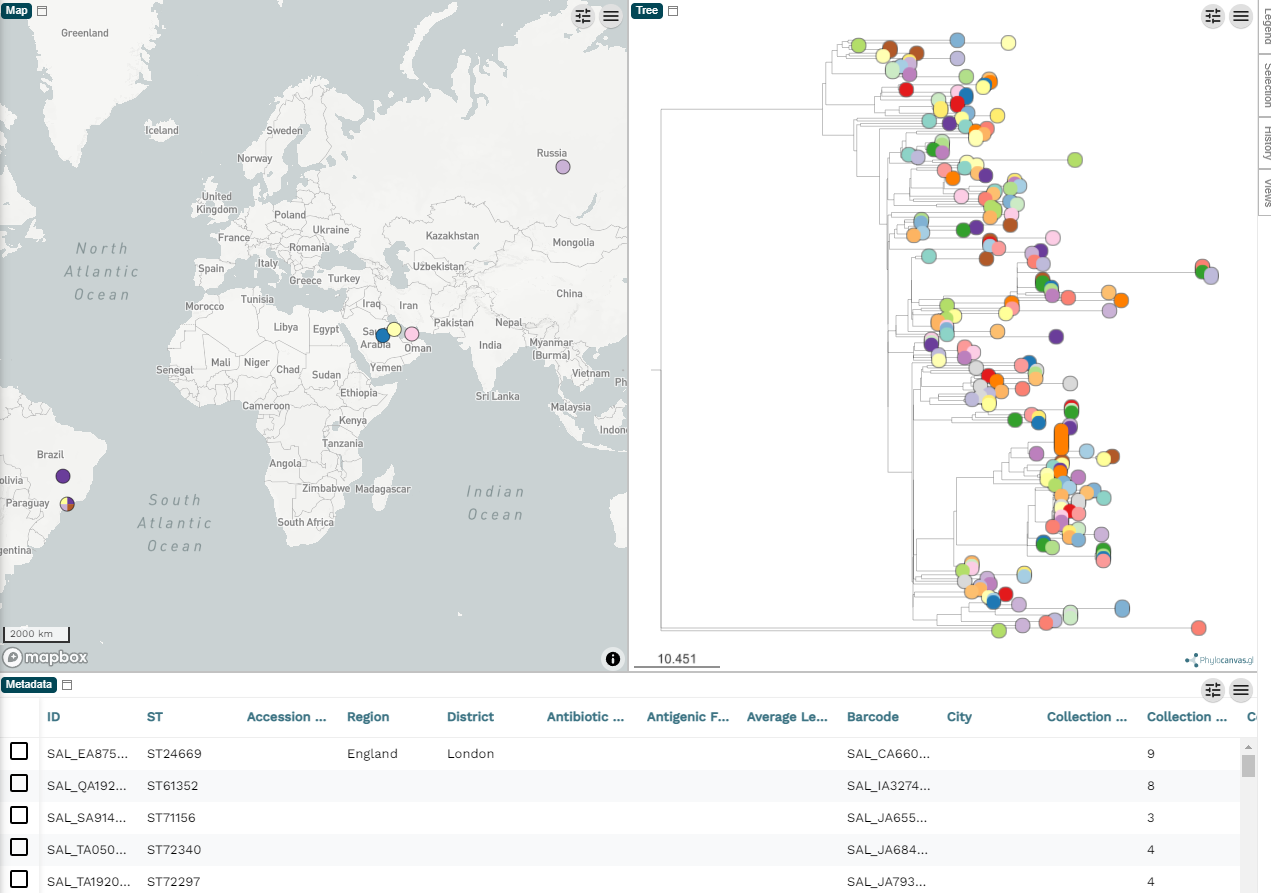 Map
Tree
Legend
Selection
History
Views
Greenland
Iceland
Sweden
Norway
Russia
United
Kingdom
Poland
Ukraine
France
Romania
Kazakhstan
Mongolia
Italy
Spain
Greece
Turkey
Uzbekistan
China
North
Atlantic
Ocean
Morocco
Tunisia
Iraq
Iran
Libya
Egypt
Pakistan
Nepal
Arabia
Oman
India
Myanmar
(Burma)
Mali
Niger
Chad
Sudan
Yemen
Senegal
Vietnam
Ethiopia
Sri Lanka
Malaysia
Cameroon
Kenya
Tanzania
Brazil
Angola
Paraguay
Zimbabwe
Madagascar
South
Atlantic
Ocean
Indian
Ocean
South Africa
2000 km
mapbox
10.451
Phylocanvas.gl
Metadata
ID ST Accession ... Region District Antibiotic ... Antigenic F... Average Le... Barcode City Collection ... Collection ...
SAL_EA875... ST24669 England London SAL_CA660... 9
SAL_QA192... ST61352 SAL_IA3274... 8
SAL_SA914... ST71156 SAL_JA655... 3
SAL_TA050... ST72340 SAL_JA684... 4
SAL_TA1920... ST72297 SAL_JA793... 4